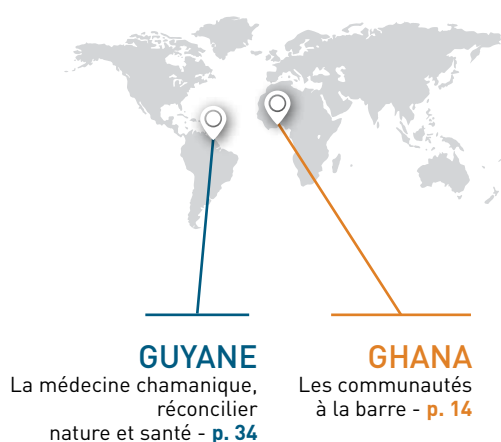 GUYANE
La médecine chamanique,
réconcilier
nature et santé - p. 34
GHANA
Les communautés
à la barre - p. 14